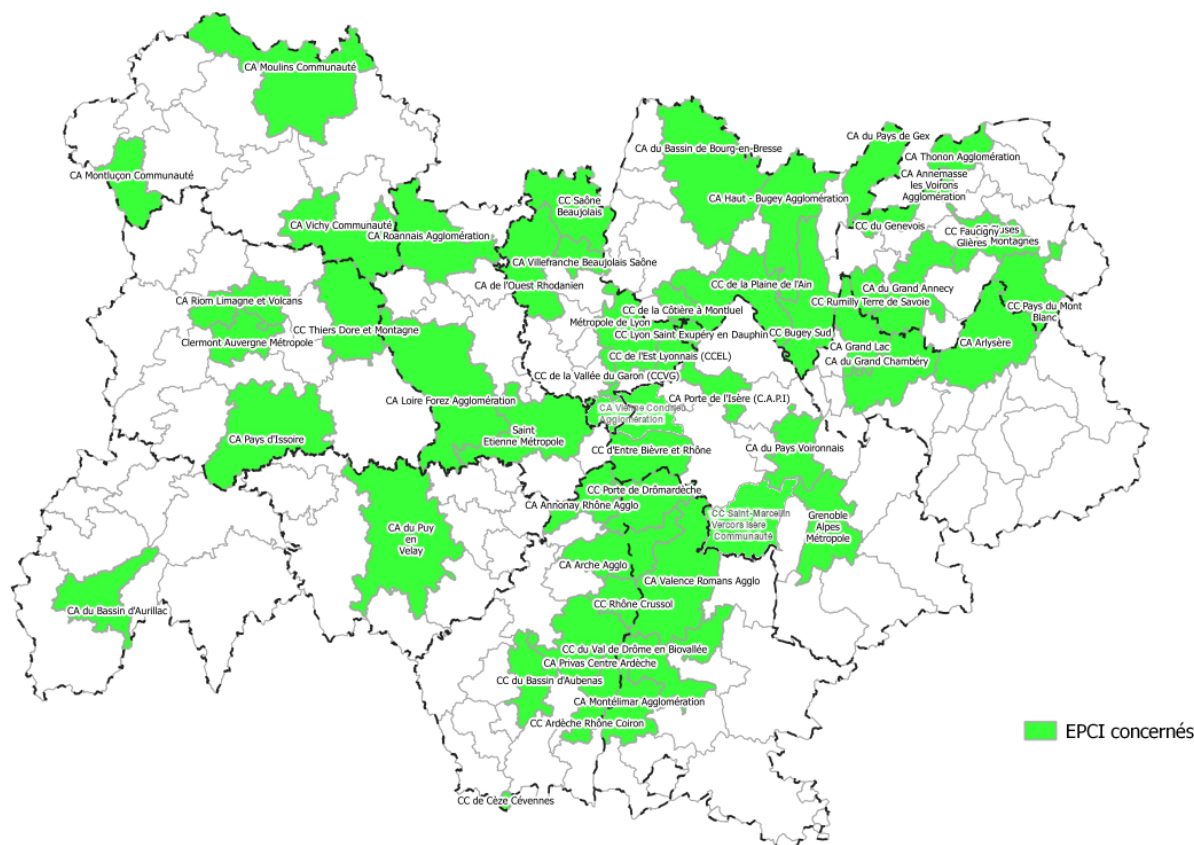 CA Moulins Communauté
CA Montluçon Communauté
CA du Pays de Gex
CA du Bassin de Bourg-en-Bresse
CA Thonon Agglomération
CA Annemasse
les Voirons
Agglomération
CA Haut - Bugey Agglomération
CC Saône
Beaujolais
CA Vichy Communauté
CA Roannais Agglomération
CC du Genevois
CC Faucigny
Glières
Montagnes
CA Villefranche Beaujolais Saône
CA de l'Ouest Rhodanien
CC de la Plaine de l'Ain
CA du Grand Annecy
CA Riom Limagne et Volcans
CC Rumilly Terre de Savoie
CC Pays du Mont
Blanc
CC de la Côtière à Montluel
Métropole de Lyon
CC Thiers Dore et Montagne
CC Lyon Saint Exupéry en Dauphin
CC Bugey Sud
Clermont Auvergne Métropole
CA Grand Lac
CA Arlysère
CC de l'Est Lyonnais (CCEL)
CA du Grand Chambéry
CC de la Vallée du Garon (CCVG)
CA Loire Forez Agglomération
CA Porte de l'Isère (C.A.P.I)
CA Vienne Condrieu
Agglomération
Saint
Etienne Métropole
CA Pays d'Issoire
CC d'Entre Bièvre et Rhône
CA du Pays Voironnais
CC Porte de Drômardèche
CA Annonay Rhône Agglo
CC Saint-Marcellin
Vercors Isère
Communauté
Grenoble
Alpes
Métropole
CA du Puy
en
Velay
CA Arche Agglo
CA Valence Romans Agglo
CC Rhône Crussol
CA du Bassin d'Aurillac
CC du Val de Drôme en Biovallée
CA Privas Centre Ardèche
CC du Bassin d'Aubenas
CA Montélimar Agglomération
CC Ardèche Rhône Coiron
EPCI concernés
CC de Cèze Cévennes